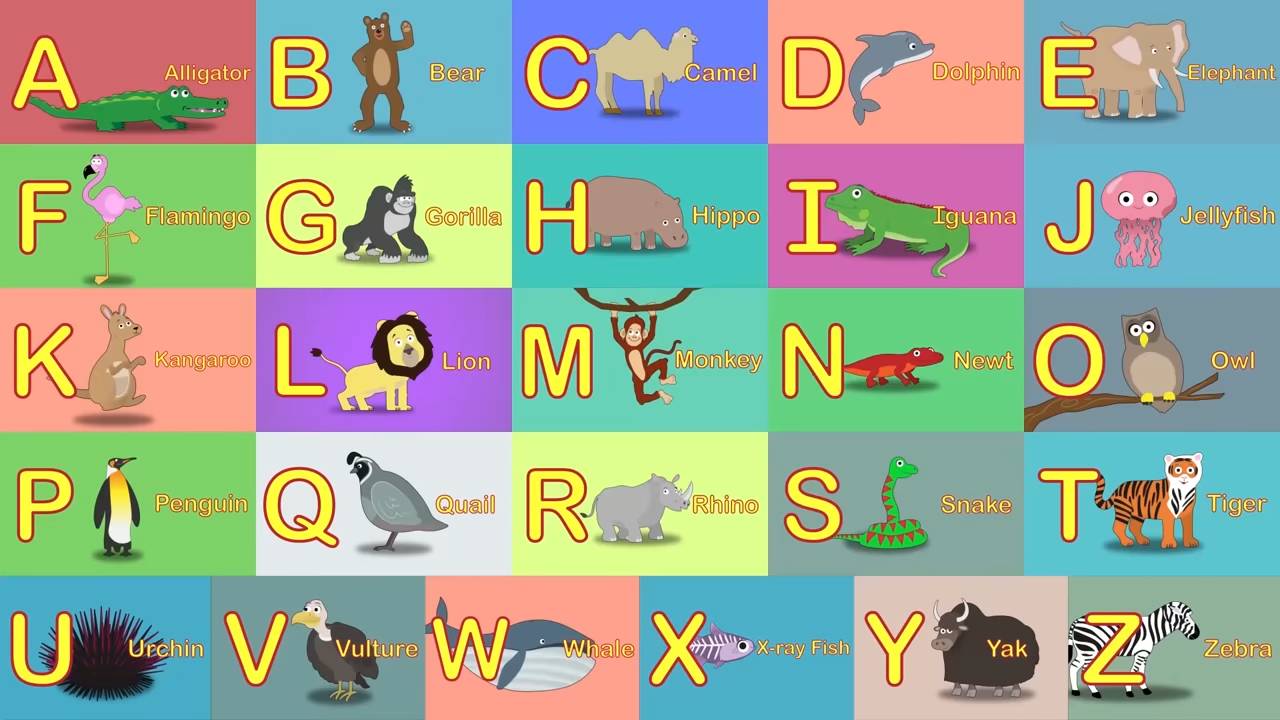 A Alligator
B Bear
C Camel
D Dolphin
E Elephant
F Flamingo
G Gorilla
H Hippo
I Iguana
J Jellyfish
K Kangaroo
L Lion
M Monkey
N Newt
O Owl
P Penguin
Q Quail
R Rhino
S Snake
T Tiger
U Urchin
V Vulture
W Whale
X X-ray Fish
Y Yak
Z Zebra